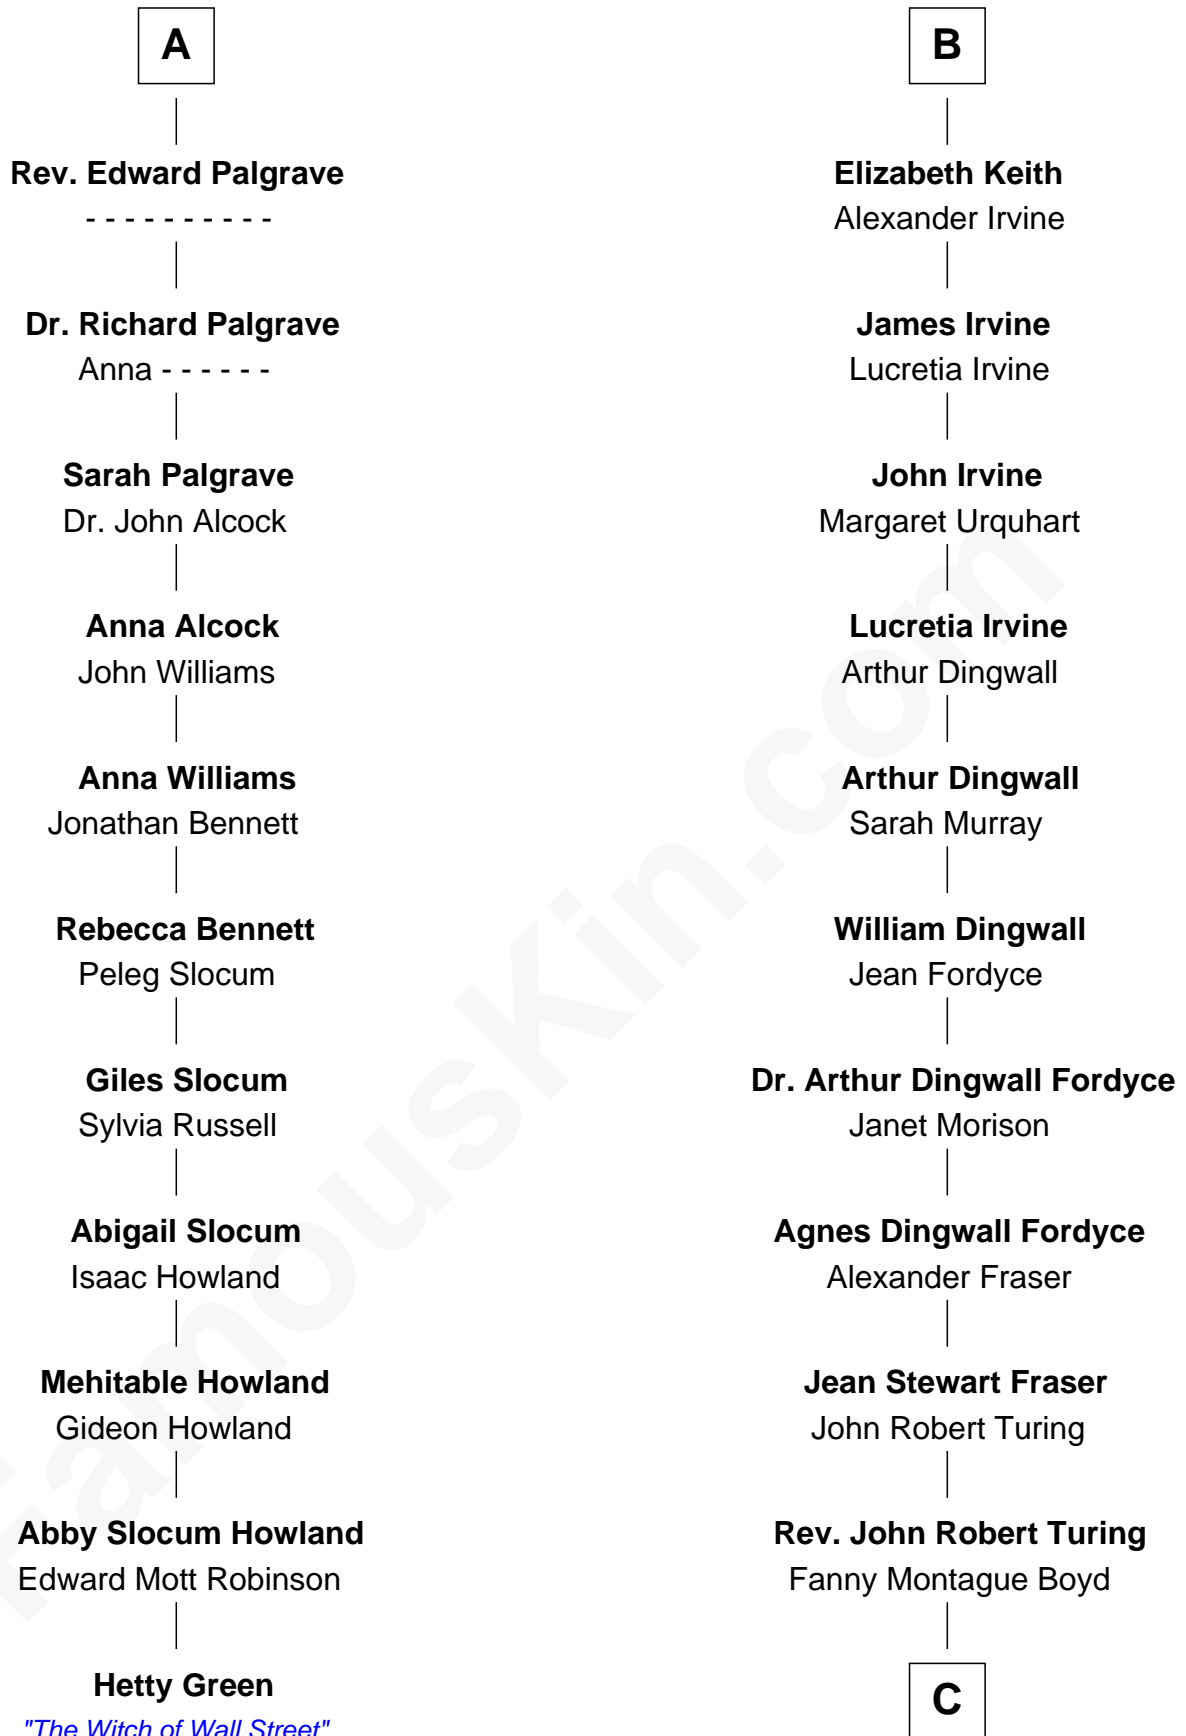 A
Rev. Edward Palgrave
- - - - - - - - - -
Dr. Richard Palgrave
Anna - - - - - -
Sarah Palgrave
Dr. John Alcock
Anna Alcock
John Williams
Anna Williams
Jonathan Bennett
Rebecca Bennett
Peleg Slocum
Giles Slocum
Sylvia Russell
Abigail Slocum
Isaac Howland
Mehitable Howland
Gideon Howland
Abby Slocum Howland
Edward Mott Robinson
Hetty Green
"The Witch of Wall Street"
B
Elizabeth Keith
Alexander Irvine
James Irvine
Lucretia Irvine
John Irvine
Margaret Urquhart
Lucretia Irvine
Arthur Dingwall
Arthur Dingwall
Sarah Murray
William Dingwall
Jean Fordyce
Dr. Arthur Dingwall Fordyce
Janet Morison
Agnes Dingwall Fordyce
Alexander Fraser
Jean Stewart Fraser
John Robert Turing
Rev. John Robert Turing
Fanny Montague Boyd
C
FamousKin.com